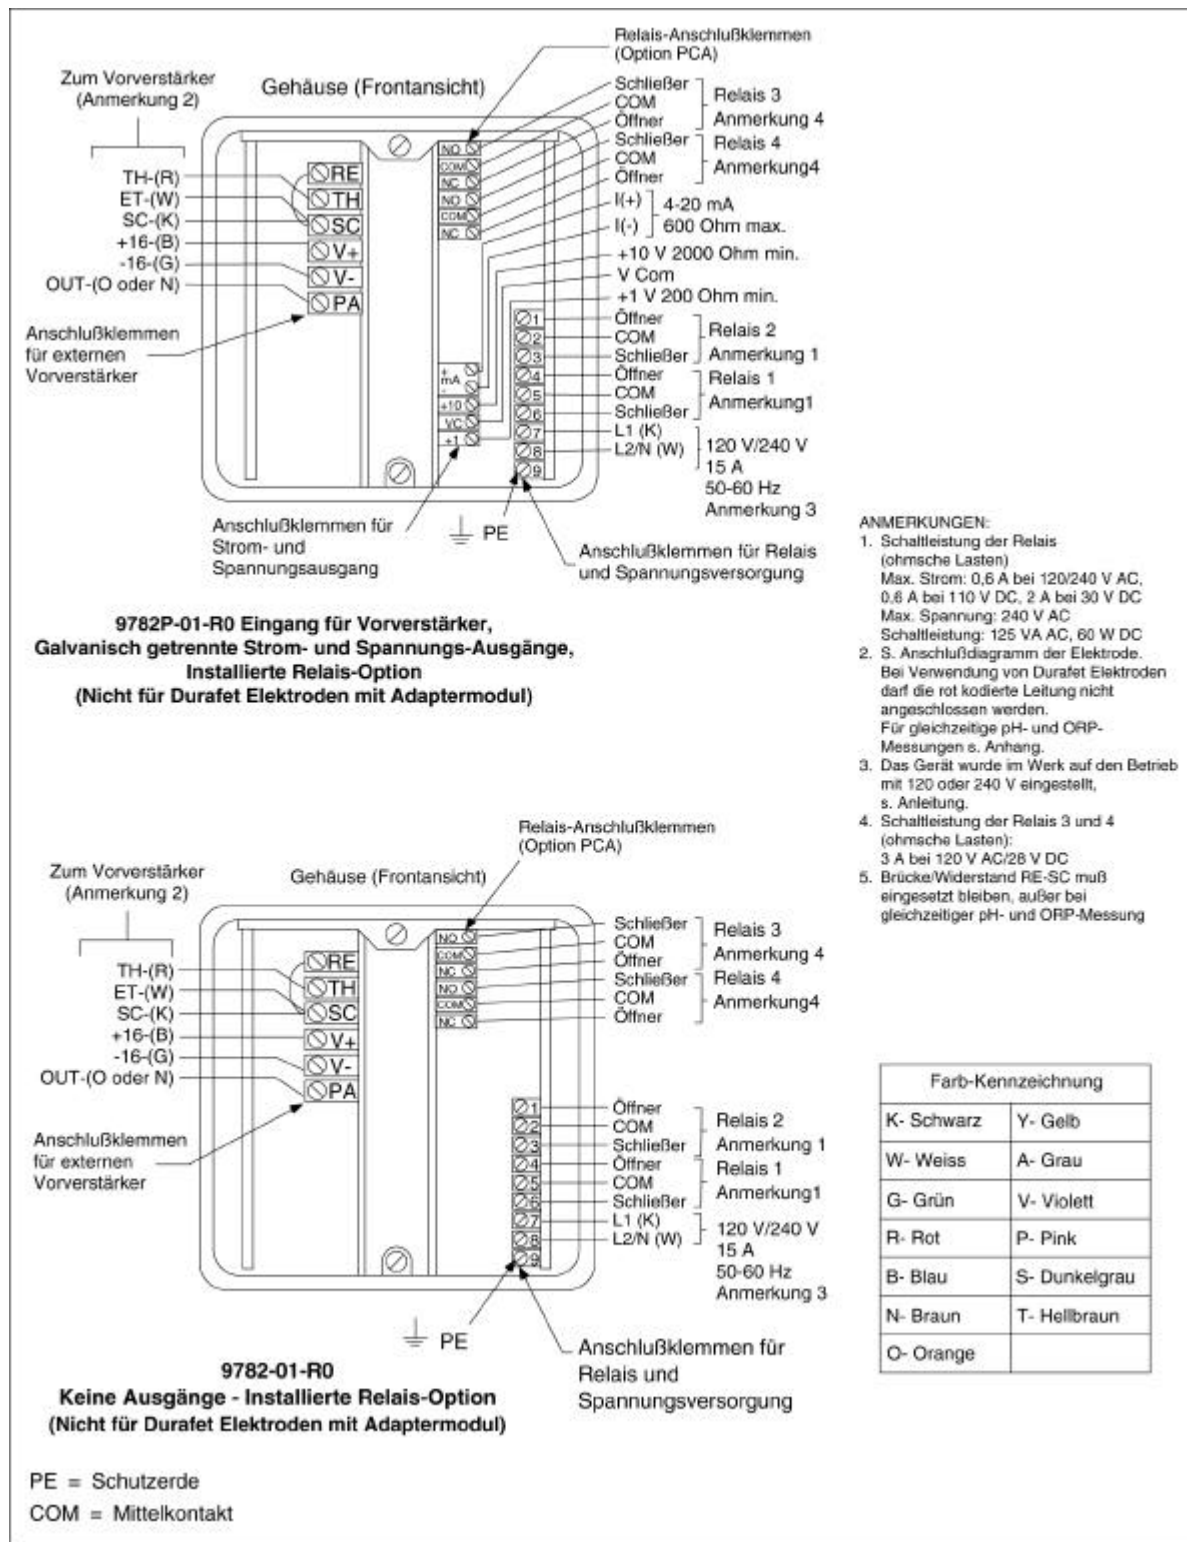 Relais-Anschlußklemmen
(Option PCA)
Zum Vorverstärker
(Anmerkung 2)
Gehäuse (Frontansicht)
Schließer
COM
Öffner
Relais 3
Anmerkung 4
Schließer
COM
Öffner
Relais 4
Anmerkung4
TH-(R)
ET-(W)
SC-(K)
+16-(B)
-16-(G)
OUT-(O oder N)
RE
TH
SC
V+
V-
PA
NO
COM
NC
NO
COM
NC
I(+)
I(-)
4-20 mA
600 Ohm max.
+10 V 2000 Ohm min.
V Com
+1 V 200 Ohm min.
Anschlußklemmen
für externen
Vorverstärker
+
mA
-
+10
VC
+1
1
2
3
4
5
6
7
8
9
Öffner
COM
Schließer
Relais 2
Anmerkung 1
Öffner
COM
Schließer
Relais 1
Anmerkung1
L1 (K)
L2/N (W)
120 V/240 V
15 A
50-60 Hz
Anmerkung 3
Anschlußklemmen für
Strom- und
Spannungsausgang
PE
Anschlußklemmen für Relais
und Spannungsversorgung
9782P-01-R0 Eingang für Vorverstärker,
Galvanisch getrennte Strom- und Spannungs-Ausgänge,
Installierte Relais-Option
(Nicht für Durafet Elektroden mit Adaptermodul)
ANMERKUNGEN:
1. Schaltleistung der Relais
(ohmsche Lasten)
Max. Strom: 0,6 A bei 120/240 V AC,
0,6 A bei 110 V DC, 2 A bei 30 V DC
Max. Spannung: 240 V AC
Schaltleistung: 125 VA AC, 60 W DC
2. S. Anschlußdiagramm der Elektrode.
Bei Verwendung von Durafet Elektroden
darf die rot kodierte Leitung nicht
angeschlossen werden.
Für gleichzeitige pH- und ORP-
Messungen s. Anhang.
3. Das Gerät wurde im Werk auf den Betrieb
mit 120 oder 240 V eingestellt,
s. Anleitung.
4. Schaltleistung der Relais 3 und 4
(ohmsche Lasten):
3 A bei 120 V AC/28 V DC
5. Brücke/Widerstand RE-SC muß
eingesetzt bleiben, außer bei
gleichzeitiger pH- und ORP-Messung
Relais-Anschlußklemmen
(Option PCA)
Zum Vorverstärker
(Anmerkung 2)
Gehäuse (Frontansicht)
Schließer
COM
Öffner
Relais 3
Anmerkung 4
Schließer
COM
Öffner
Relais 4
Anmerkung4
TH-(R)
ET-(W)
SC-(K)
+16-(B)
-16-(G)
OUT-(O oder N)
RE
TH
SC
V+
V-
PA
NO
COM
NC
NO
COM
NC
Anschlußklemmen
für externen
Vorverstärker
1
2
3
4
5
6
7
8
9
Öffner
COM
Schließer
Relais 2
Anmerkung 1
Öffner
COM
Schließer
Relais 1
Anmerkung1
L1 (K)
L2/N (W)
120 V/240 V
15 A
50-60 Hz
Anmerkung 3
PE
Anschlußklemmen für
Relais und
Spannungsversorgung
9782-01-R0
Keine Ausgänge - Installierte Relais-Option
(Nicht für Durafet Elektroden mit Adaptermodul)
Farb-Kennzeichnung
K- Schwarz Y- Gelb
W- Weiss A- Grau
G- Grün V- Violett
R- Rot P- Pink
B- Blau S- Dunkelgrau
N- Braun T- Hellbraun
O- Orange
PE = Schutzerde
COM = Mittelkontakt